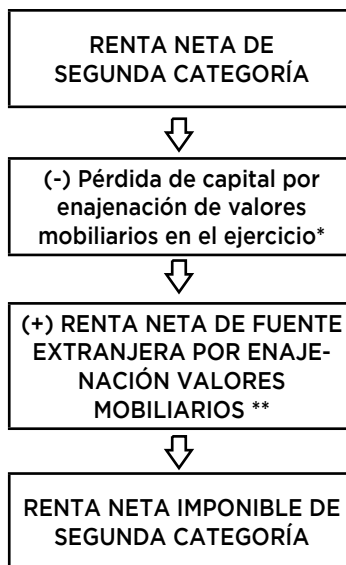 RENTA NETA DE
SEGUNDA CATEGORÍA
(-) Pérdida de capital por
enajenación de valores
mobiliarios en el ejercicio*
(+) RENTA NETA DE FUENTE
EXTRANJERA POR ENAJE-
NACIÓN VALORES
MOBILIARIOS **
RENTA NETA IMPONIBLE DE
SEGUNDA CATEGORÍA